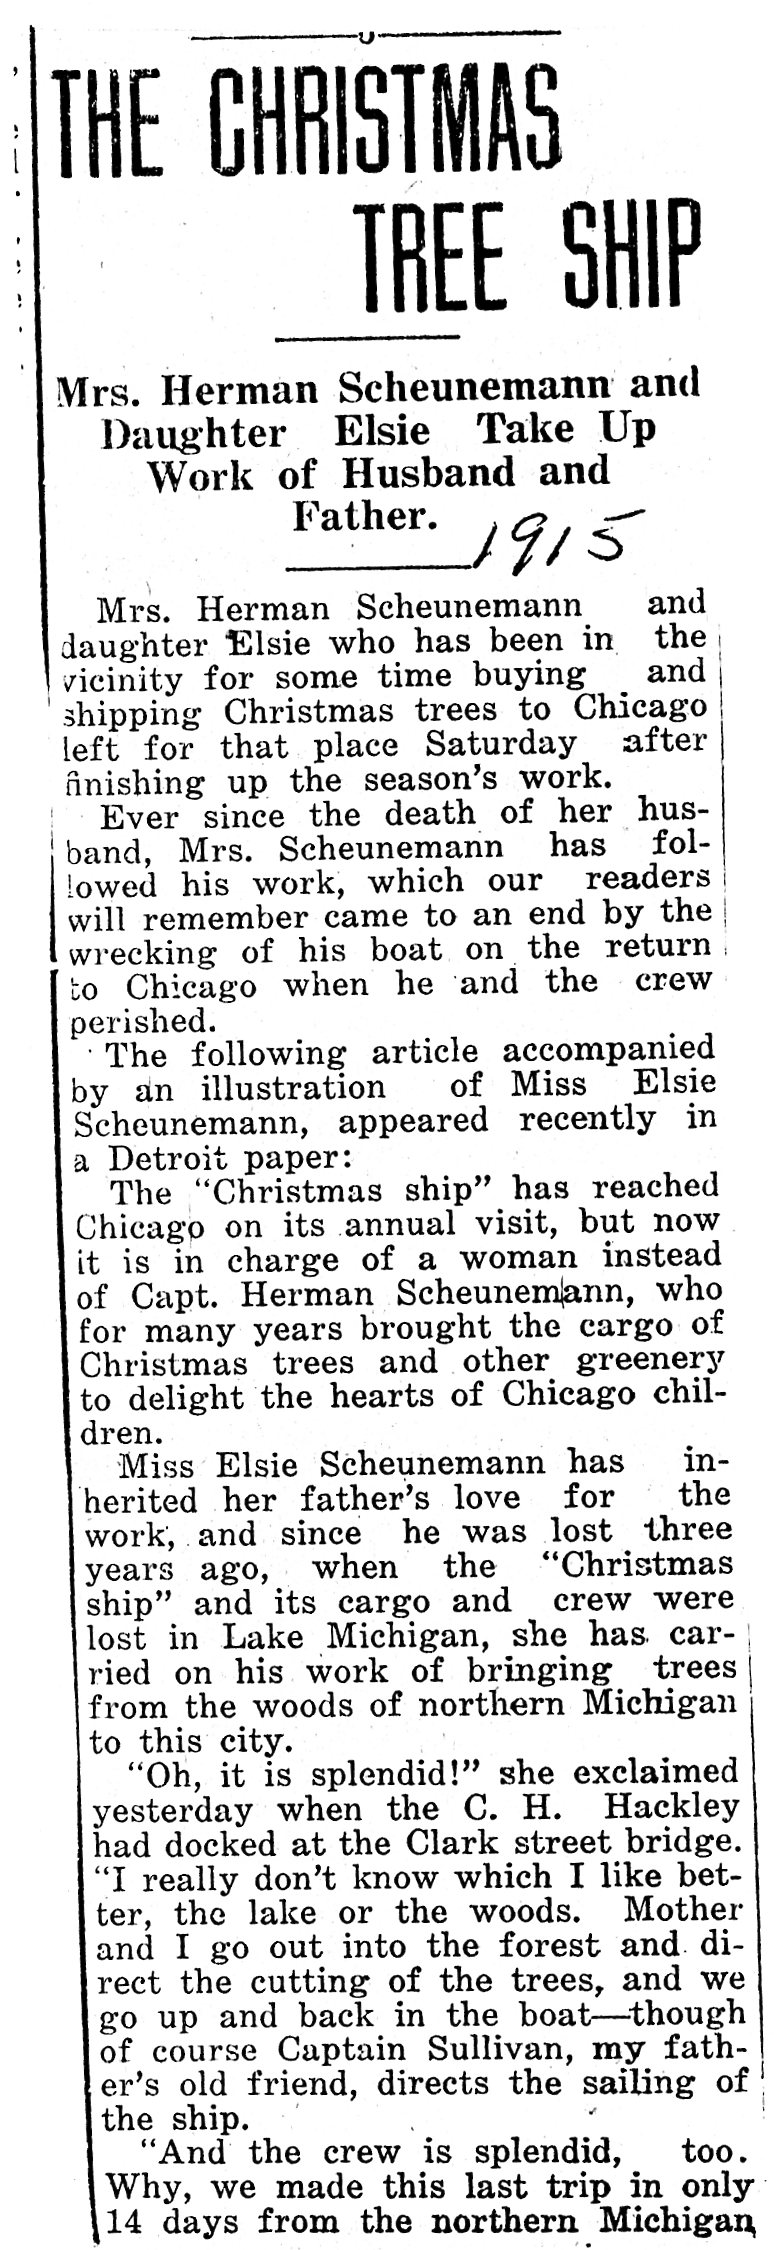 THE CHRISTMAS
TREE SHIP
Mrs. Herman Scheunemann and
Daughter Elsie Take Up
Work of Husband and
Father.
1915
Mrs. Herman Scheunemann and
daughter Elsie who has been in the
vicinity for some time buying and
shipping Christmas trees to Chicago
left for that place Saturday after
finishing up the season's work.
Ever since the death of her hus-
band, Mrs. Scheunemann has fol-
lowed his work, which our readers
will remember came to an end by the
wrecking of his boat on the return
to Chicago when he and the crew
perished.
The following article accompanied
by an illustration of Miss Elsie
Scheunemann, appeared recently in
a Detroit paper:
The "Christmas ship" has reached
Chicago on its annual visit, but now
it is in charge of a woman instead
of Capt. Herman Scheunemann, who
for many years brought the cargo of
Christmas trees and other greenery
to delight the hearts of Chicago chil-
dren.
Miss Elsie Scheunemann has in-
herited her father's love for the
work, and since he was lost three
years ago, when the "Christmas
ship" and its cargo and crew were
lost in Lake Michigan, she has car-
ried on his work of bringing trees
from the woods of northern Michigan
to this city.
"Oh, it is splendid!" she exclaimed
yesterday when the C. H. Hackley
had docked at the Clark street bridge.
"I really don't know which I like bet-
ter, the lake or the woods. Mother
and I go out into the forest and di-
rect the cutting of the trees, and we
go up and back in the boat—though
of course Captain Sullivan, my fath-
er's old friend, directs the sailing of
the ship.
"And the crew is splendid, too.
Why, we made this last trip in only
14 days from the northern Michigan